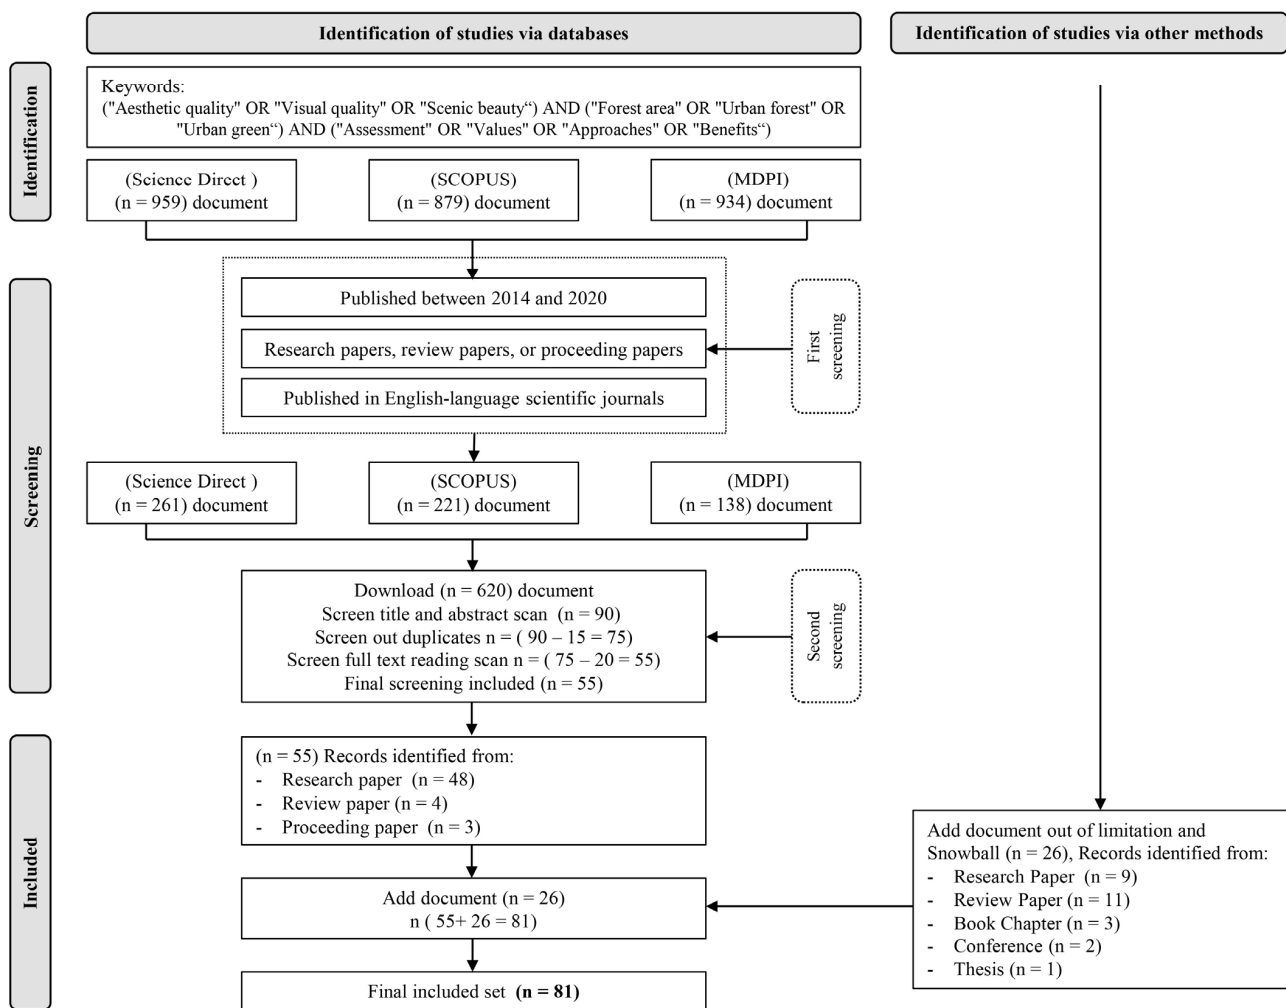 Identification of studies via databases
Identification of studies via other methods
Identification
Keywords:
("Aesthetic quality" OR "Visual quality" OR "Scenic beauty“) AND ("Forest area" OR "Urban forest" OR
"Urban green“) AND ("Assessment" OR "Values" OR "Approaches" OR "Benefits“)
(Science Direct )
(n = 959) document
(SCOPUS)
(n = 879) document
(MDPI)
(n = 934) document
Screening
Published between 2014 and 2020
Research papers, review papers, or proceeding papers
Published in English-language scientific journals
First
screening
(Science Direct )
(n = 261) document
(SCOPUS)
(n = 221) document
(MDPI)
(n = 138) document
Download (n = 620) document
Screen title and abstract scan  (n = 90)
Screen out duplicates n = ( 90 – 15 = 75)
Screen full text reading scan n = ( 75 – 20 = 55)
Final screening included (n = 55)
Second
screening
Included
(n = 55) Records identified from:
- Research paper  (n = 48)
- Review paper (n = 4)
- Proceeding paper (n = 3)
Add document out of limitation and
Snowball (n = 26), Records identified from:
- Research Paper  (n = 9)
- Review Paper (n = 11)
- Book Chapter (n = 3)
- Conference (n = 2)
- Thesis (n = 1)
Add document (n = 26)
n ( 55+ 26 = 81)
Final included set  (n = 81)